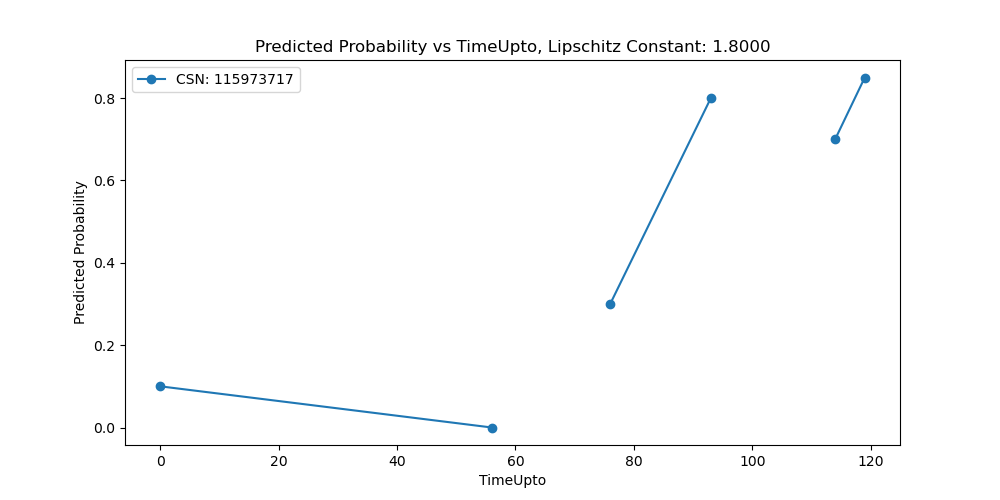 Predicted Probability vs TimeUpto, Lipschitz Constant: 1.8000
CSN: 115973717
Predicted Probability
0.8
0.6
0.4
0.2
0.0
0 20 40 60 80 100 120
TimeUpto